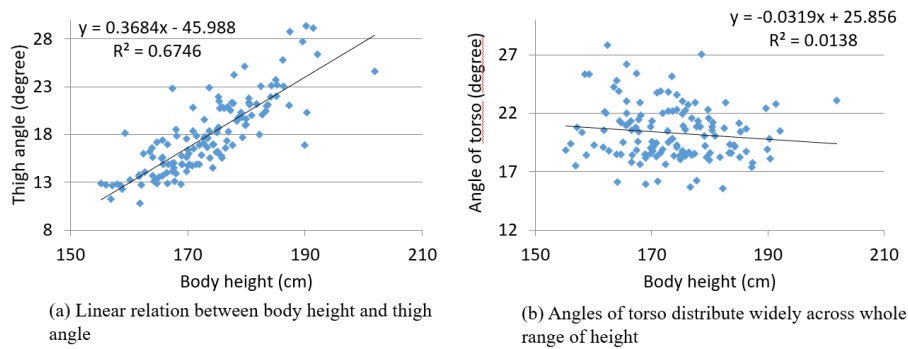 y = 0.3684x - 45.988
R² = 0.6746
28
23
18
13
8
150
170
190
210
Thigh angle (degree)
Body height (cm)
(a) Linear relation between body height and thigh
angle
y = -0.0319x + 25.856
R² = 0.0138
27
22
17
12
150
170
190
210
Angle of torso (degree)
Body height (cm)
(b) Angles of torso distribute widely across whole
range of height